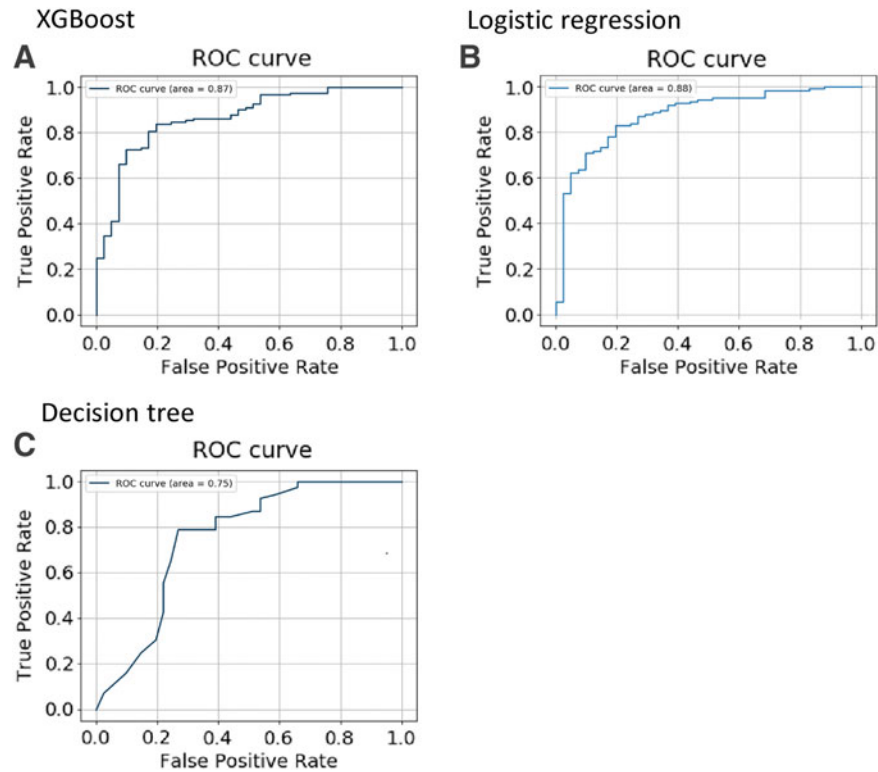 XGBoost
A
ROC curve
ROC curve (area = 0.87)
True Positive Rate
1.0
0.8
0.6
0.4
0.2
0.0
0.0 0.2 0.4 0.6 0.8 1.0
False Positive Rate
Logistic regression
B
ROC curve
ROC curve (area = 0.88)
True Positive Rate
1.0
0.8
0.6
0.4
0.2
0.0
0.0 0.2 0.4 0.6 0.8 1.0
False Positive Rate
Decision tree
C
ROC curve
ROC curve (area = 0.75)
True Positive Rate
1.0
0.8
0.6
0.4
0.2
0.0
0.0 0.2 0.4 0.6 0.8 1.0
False Positive Rate